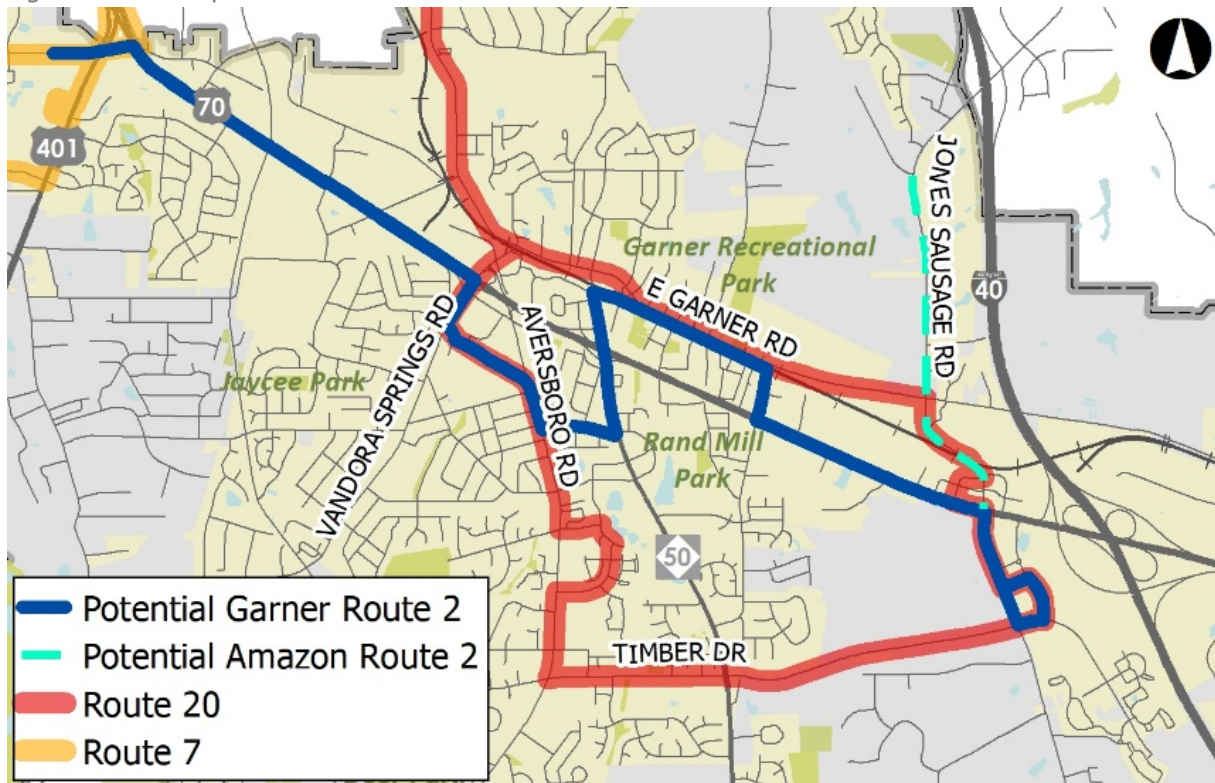 70
401
JONES SAUSAGE RD
Garner Recreational
Park
40
E GARNER RD
VANDORA SPRINGS RD
AVERSBORO RD
Jaycee Park
Rand Mill
Park
50
TIMBER DR
Potential Garner Route 2
Potential Amazon Route 2
Route 20
Route 7